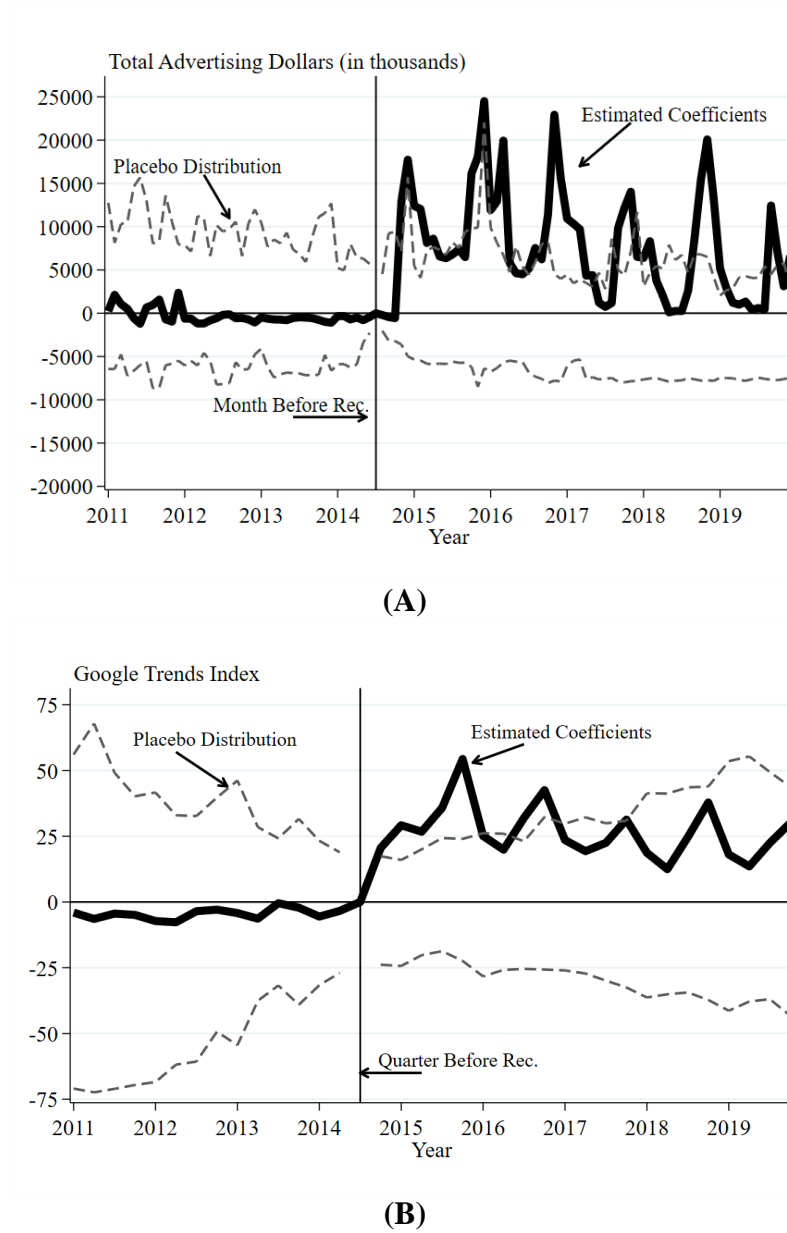 Total Advertising Dollars (in thousands)
25000
20000
15000
10000
5000
0
-5000
-10000
-15000
-20000
Estimated Coefficients
Placebo Distribution
Month Before Rec.
2011 2012 2013 2014 2015 2016 2017 2018 2019
Year
(A)
Google Trends Index
75
50
25
0
-25
-50
-75
Placebo Distribution
Estimated Coefficients
Quarter Before Rec.
2011 2012 2013 2014 2015 2016 2017 2018 2019
Year
(B)